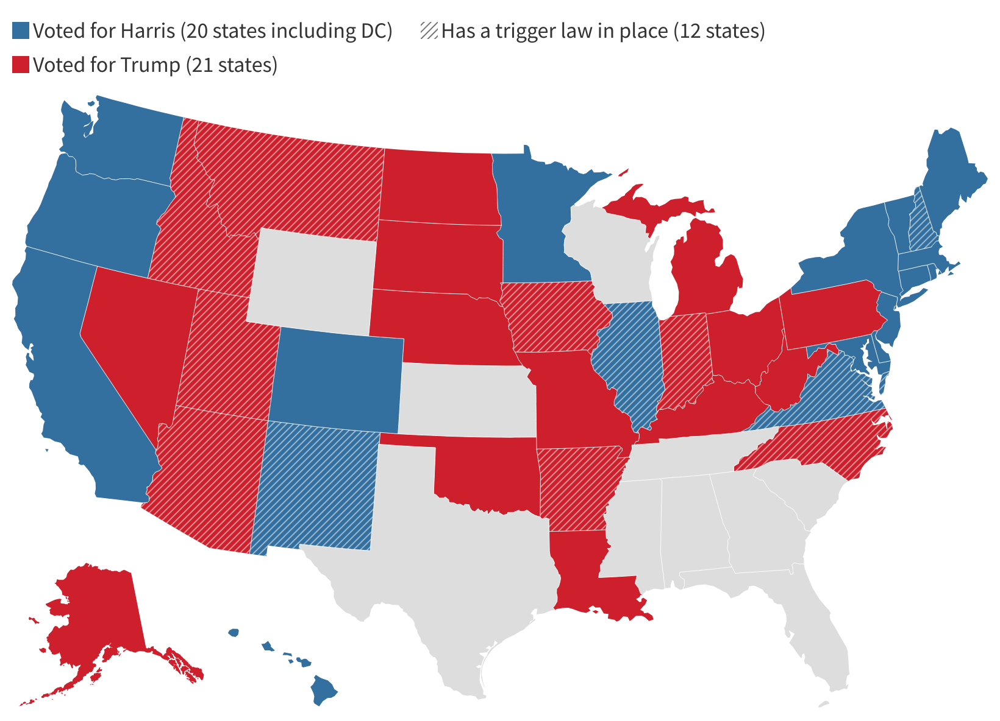 Voted for Harris (20 states including DC) Has a trigger law in place (12 states)
Voted for Trump (21 states)